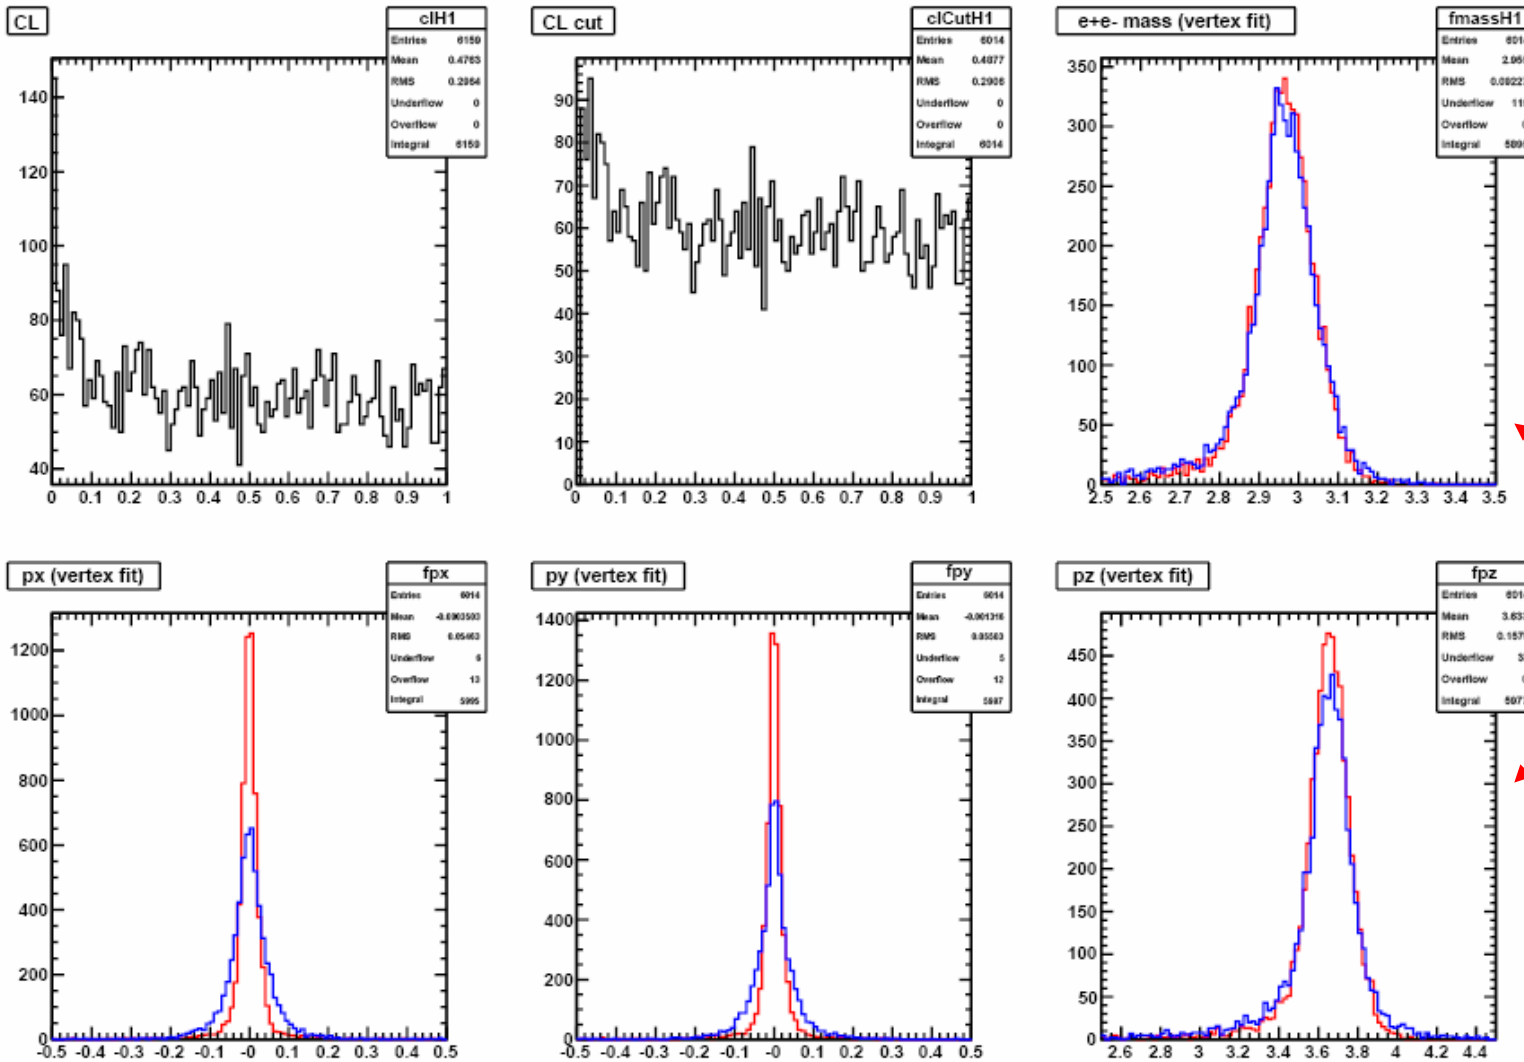 CL
clH1
Entries 6159
Mean 0.4763
RMS 0.2964
Underflow 0
Overflow 0
Integral 6159
140
120
100
80
60
40
0 0.1 0.2 0.3 0.4 0.5 0.6 0.7 0.8 0.9 1
CL cut
clCutH1
Entries 6014
Mean 0.4877
RMS 0.2906
Underflow 0
Overflow 0
Integral 6014
90
80
70
60
50
40
30
20
10
0
0 0.1 0.2 0.3 0.4 0.5 0.6 0.7 0.8 0.9 1
e+e- mass (vertex fit)
fmassH1
Entries
Mean
RMS
Underflow
Overflow
Integral
350
300
250
200
150
100
50
0
2.5 2.6 2.7 2.8 2.9 3 3.1 3.2 3.3 3.4 3.5
px (vertex fit)
fpx
Entries 6014
Mean -0.0003503
RMS 0.05463
Underflow 6
Overflow 13
Integral 5995
1200
1000
800
600
400
200
0
-0.5 -0.4 -0.3 -0.2 -0.1 -0 0.1 0.2 0.3 0.4 0.5
py (vertex fit)
fpy
Entries 6014
Mean -0.001316
RMS 0.05503
Underflow 5
Overflow 12
Integral 5997
1400
1200
1000
800
600
400
200
0
-0.5 -0.4 -0.3 -0.2 -0.1 -0 0.1 0.2 0.3 0.4 0.5
pz (vertex fit)
fpz
Entries
Mean
RMS
Underflow
Overflow
Integral
450
400
350
300
250
200
150
100
50
0
2.6 2.8 3 3.2 3.4 3.6 3.8 4 4.2 4.4